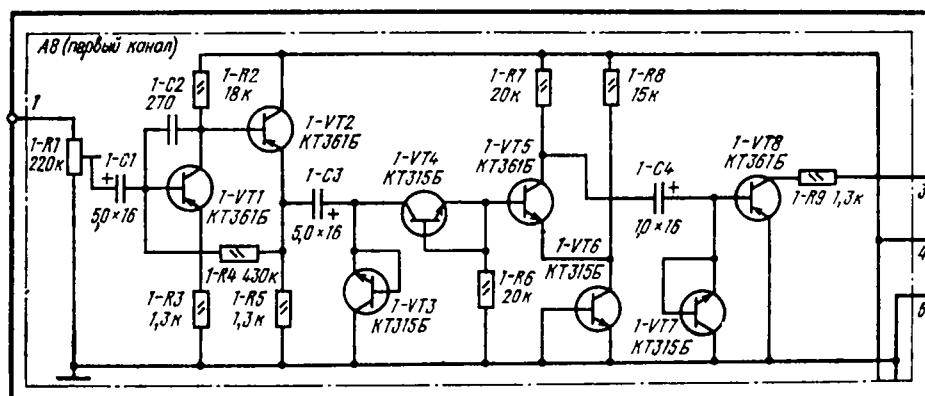 А8 (первый канал)
1
1-R1
220к
1-C1
5,0×16
1-C2
270
1-R2
18к
1-VT1
КТ361Б
1-R4 430к
1-R3
1,3к
1-R5
1,3к
1-VT2
КТ361Б
1-C3
5,0×16
1-VT3
КТ315Б
1-VT4
КТ315Б
1-R6
20к
1-VT5
КТ361Б
1-R7
20к
1-R8
15к
1-VT6
КТ315Б
1-C4
1,0×16
1-VT7
КТ315Б
1-VT8
КТ361Б
1-R9 1,3к
3
4